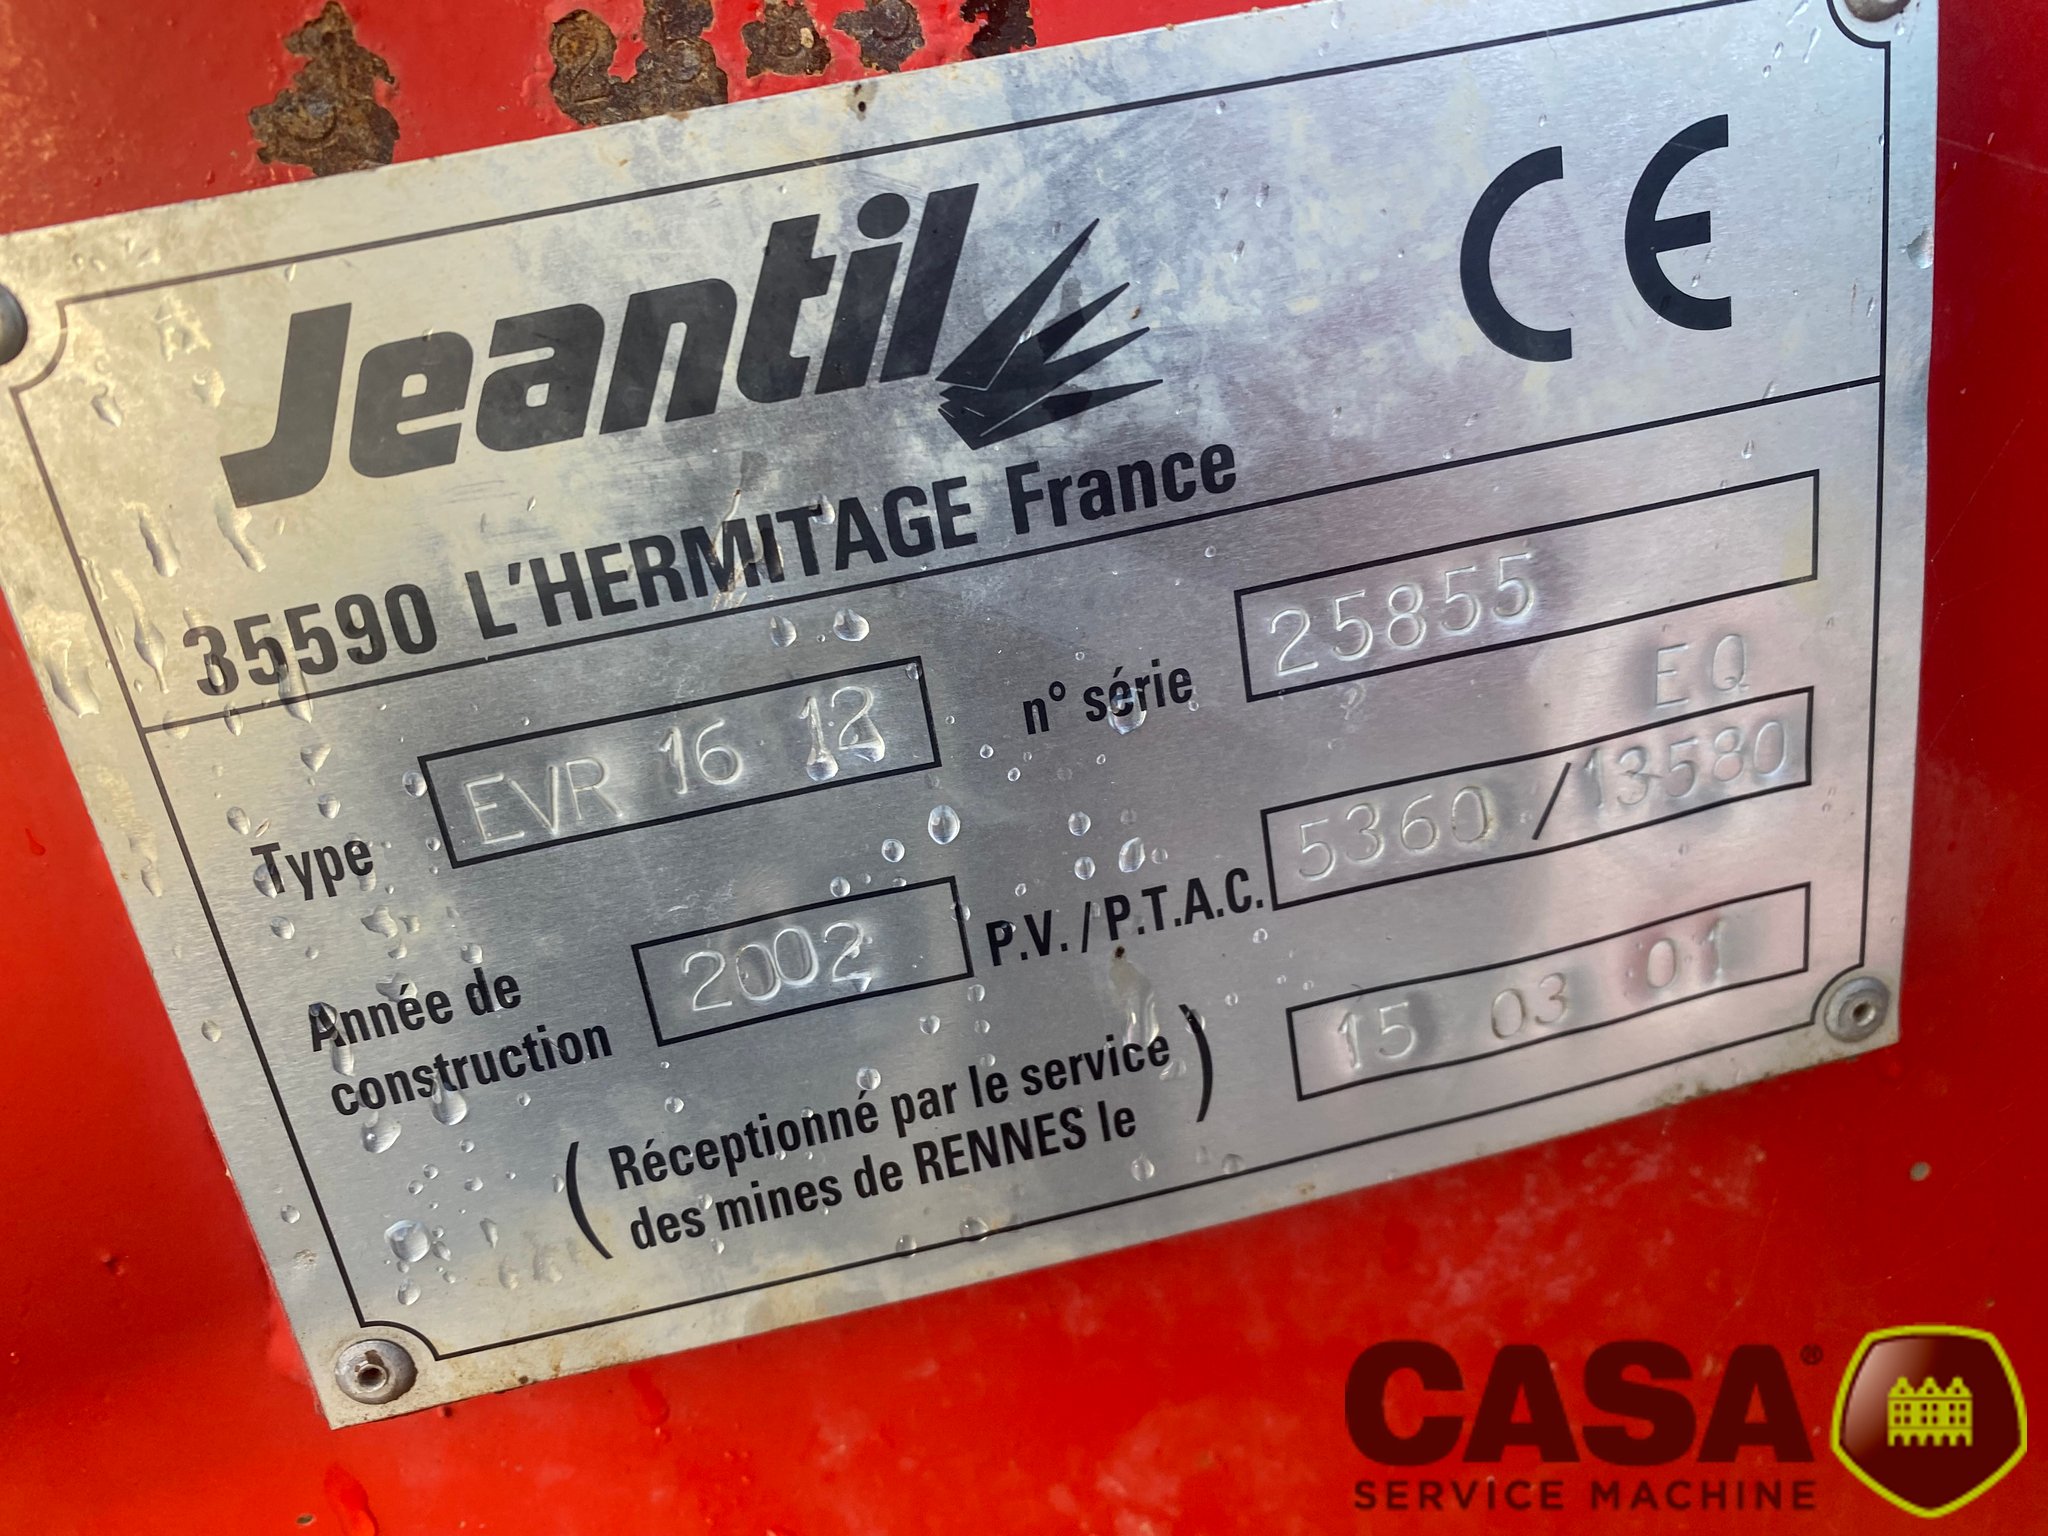 Jeantil
CE
35590 L'HERMITAGE France
Type EVR 16 12
n° série 25855
EQ
Année de
construction 2002
P.V. / P.T.A.C. 5360 / 13580
( Réceptionné par le service
des mines de RENNES le ) 15 03 01
CASA®
SERVICE MACHINE